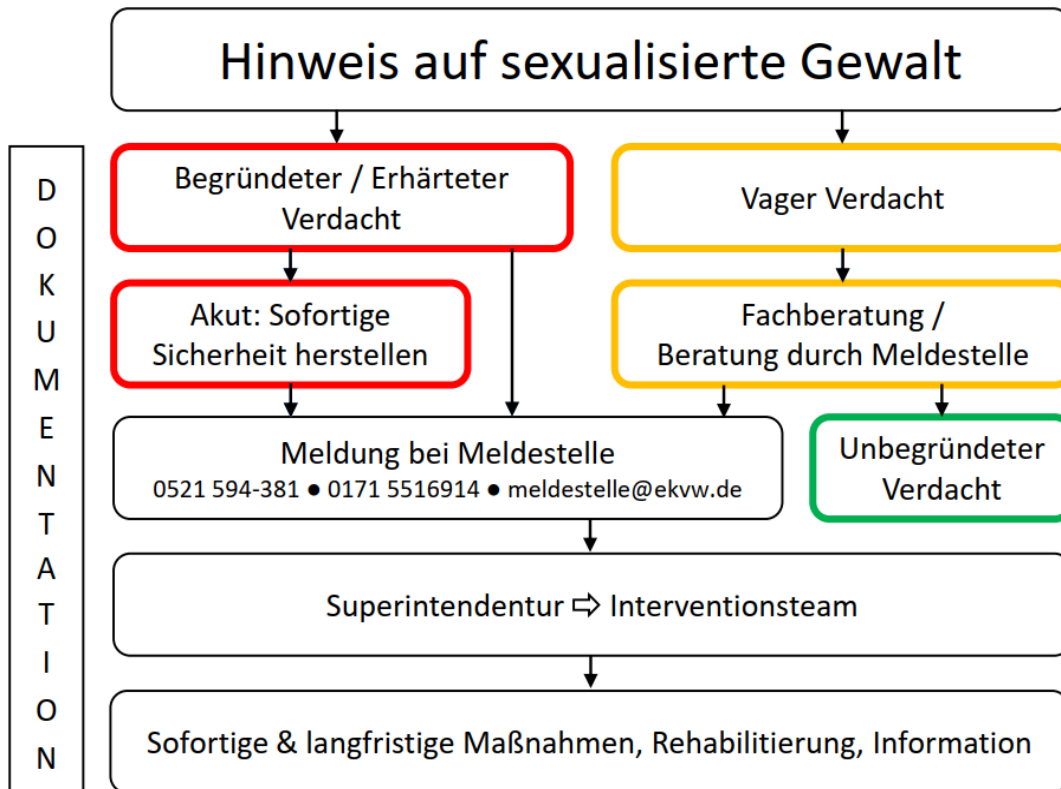 Hinweis auf sexualisierte Gewalt
DOKUMENTATION
Begründeter / Erhärteter
Verdacht
Vager Verdacht
Akut: Sofortige
Sicherheit herstellen
Fachberatung /
Beratung durch Meldestelle
Meldung bei Meldestelle
0521 594-381 ● 0171 5516914 ● meldestelle@ekvw.de
Unbegründeter
Verdacht
Superintendentur ⇨ Interventionsteam
Sofortige & langfristige Maßnahmen, Rehabilitierung, Information